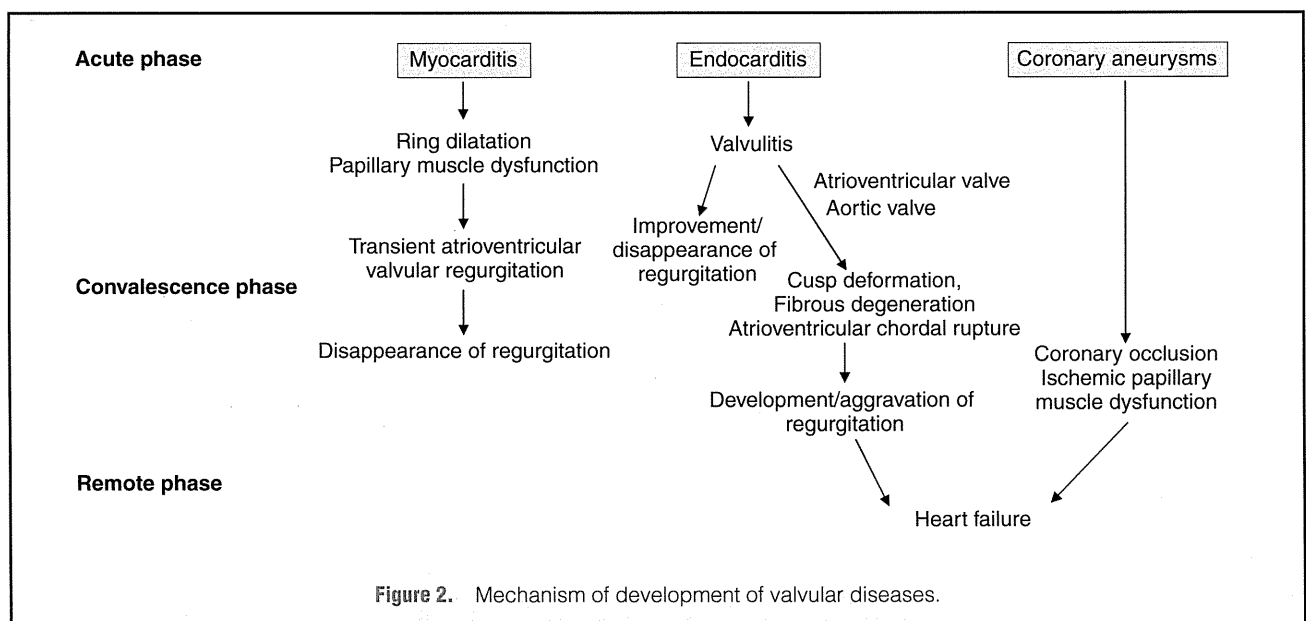 Acute phase
Myocarditis
Endocarditis
Coronary aneurysms
Ring dilatation
Papillary muscle dysfunction
Valvulitis
Atrioventricular valve
Aortic valve
Transient atrioventricular
valvular regurgitation
Improvement/
disappearance of
regurgitation
Convalescence phase
Cusp deformation,
Fibrous degeneration
Atrioventricular chordal rupture
Disappearance of regurgitation
Coronary occlusion
Ischemic papillary
muscle dysfunction
Development/aggravation of
regurgitation
Remote phase
Heart failure
Figure 2. Mechanism of development of valvular diseases.